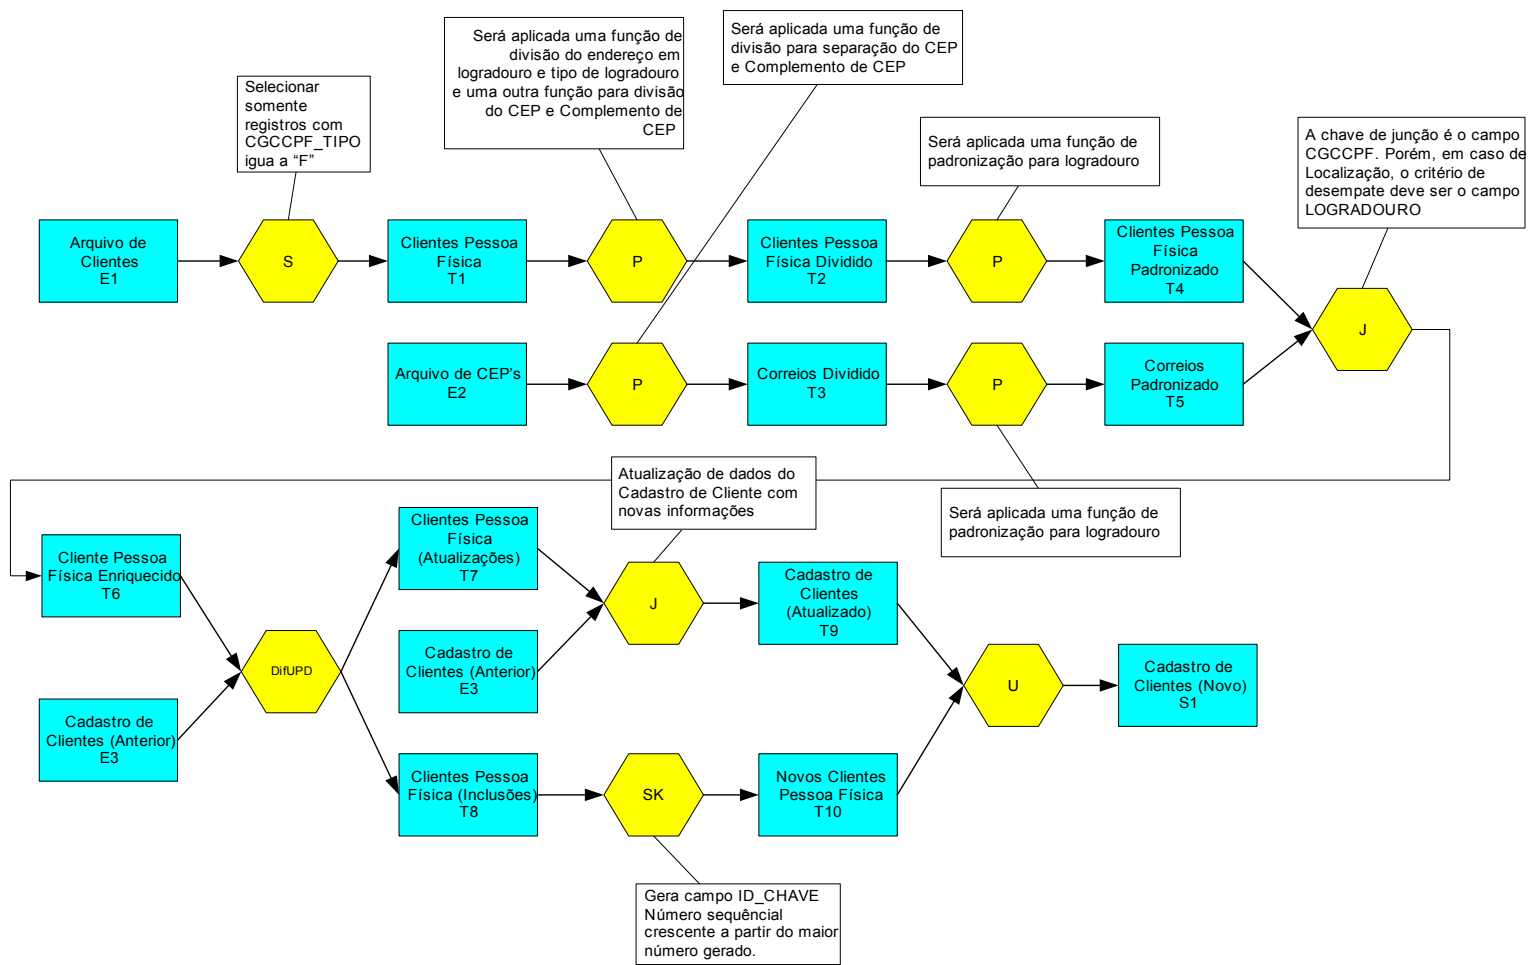 Será aplicada uma função de
divisão do endereço em
logradouro e tipo de logradouro
e uma outra função para divisão
do CEP e Complemento de
CEP
Será aplicada uma função de
divisão para separação do CEP
e Complemento de CEP
Selecionar
somente
registros com
CGCCPF_TIPO
igua a “F”
Será aplicada uma função de
padronização para logradouro
A chave de junção é o campo
CGCCPF. Porém, em caso de
Localização, o critério de
desempate deve ser o campo
LOGRADOURO
Arquivo de
Clientes
E1
S
Clientes Pessoa
Física
T1
P
Clientes Pessoa
Física Dividido
T2
P
Clientes Pessoa
Física
Padronizado
T4
J
Arquivo de CEP's
E2
P
Correios Dividido
T3
P
Correios
Padronizado
T5
Atualização de dados do
Cadastro de Cliente com
novas informações
Será aplicada uma função de
padronização para logradouro
Cliente Pessoa
Física Enriquecido
T6
Clientes Pessoa
Física
(Atualizações)
T7
J
Cadastro de
Clientes
(Atualizado)
T9
DifUPD
Cadastro de
Clientes (Anterior)
E3
U
Cadastro de
Clientes (Novo)
S1
Cadastro de
Clientes (Anterior)
E3
Clientes Pessoa
Física (Inclusões)
T8
SK
Novos Clientes
Pessoa Física
T10
Gera campo ID_CHAVE
Número sequêncial
crescente a partir do maior
número gerado.